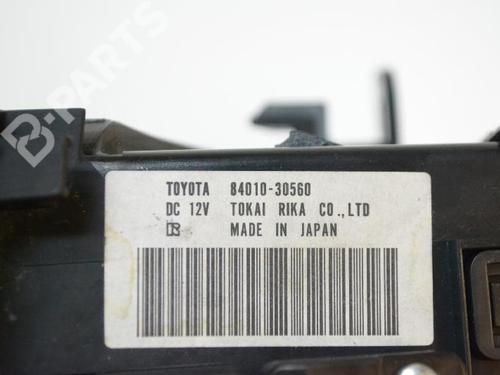 B-PARTS
TOYOTA 84010-30560
DC 12V TOKAI RIKA CO.,LTD
MADE IN JAPAN